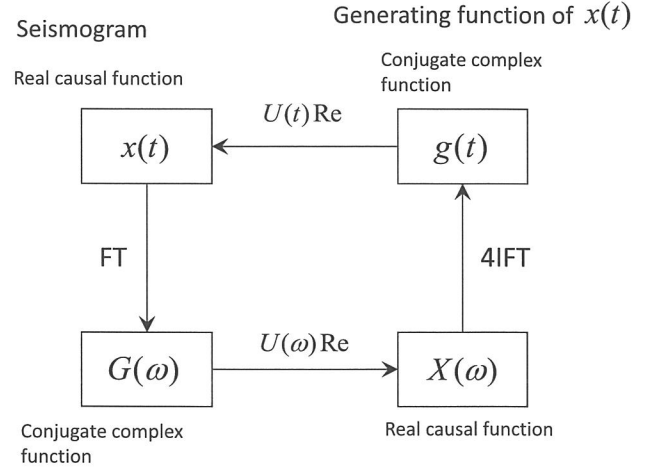 Seismogram
Generating function of x(t)
Real causal function
Conjugate complex
function
U(t) Re
x(t)
g(t)
FT
4IFT
U(ω) Re
G(ω)
X(ω)
Conjugate complex
function
Real causal function